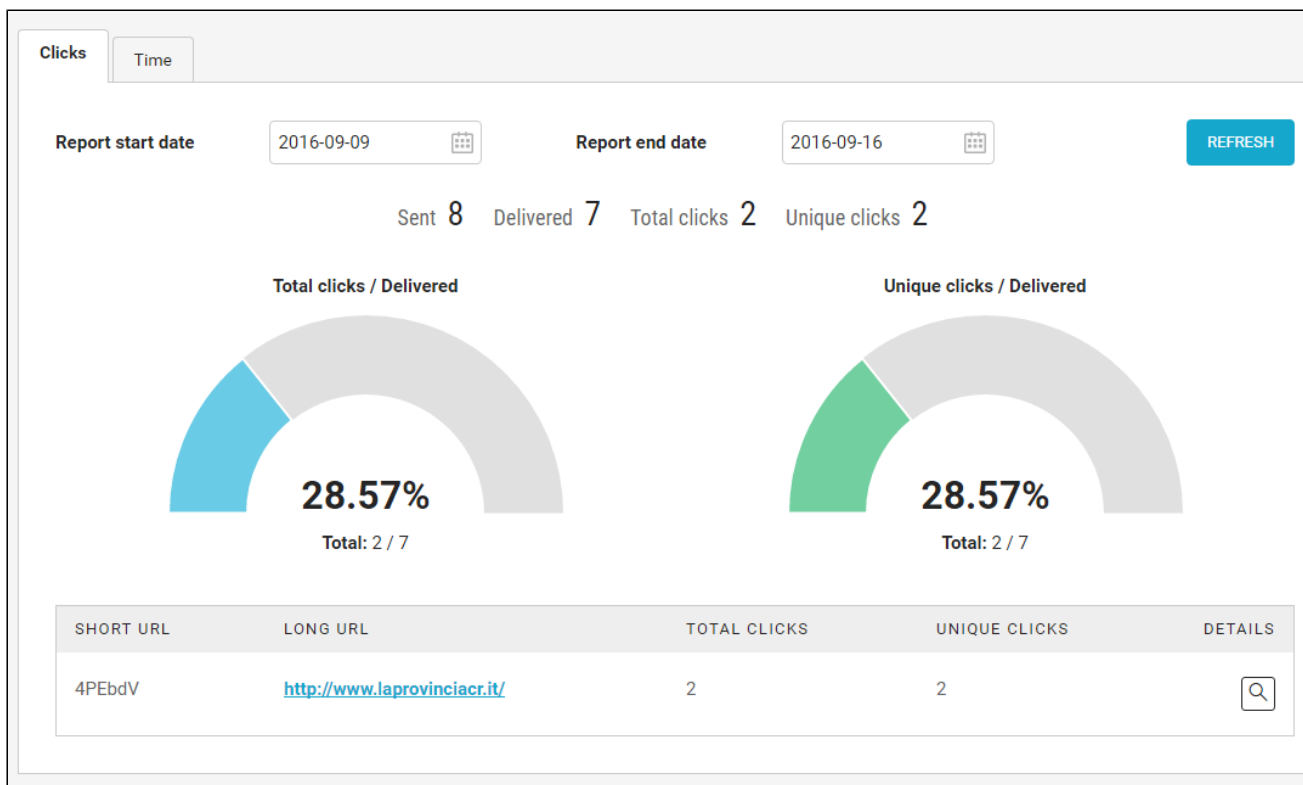 Clicks
Time
Report start date 2016-09-09 Report end date 2016-09-16 REFRESH
Sent 8 Delivered 7 Total clicks 2 Unique clicks 2
Total clicks / Delivered Unique clicks / Delivered
28.57% 28.57%
Total: 2 / 7 Total: 2 / 7
SHORT URL LONG URL TOTAL CLICKS UNIQUE CLICKS DETAILS
4PEbdV http://www.laprovinciacr.it/ 2 2